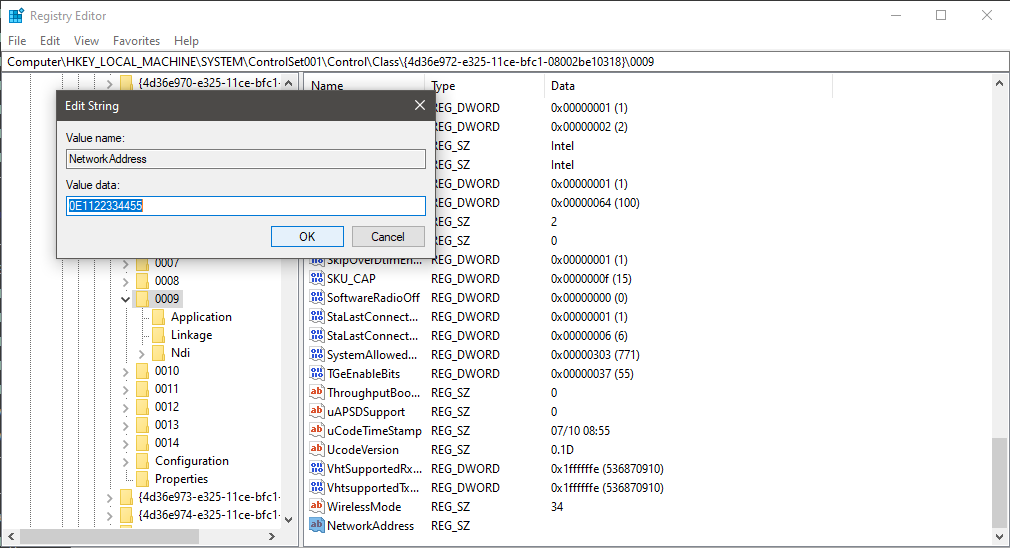 Registry Editor
File Edit View Favorites Help
Computer\HKEY_LOCAL_MACHINE\SYSTEM\ControlSet001\Control\Class\{4d36e972-e325-11ce-bfc1-08002be10318}\0009
{4d36e970-e325-11ce-bfc1-
Name Type Data
Edit String
Value name:
NetworkAddress
Value data:
0E1122334455
OK Cancel
REG_DWORD 0x00000001 (1)
REG_DWORD 0x00000002 (2)
REG_SZ Intel
REG_SZ Intel
REG_DWORD 0x00000001 (1)
REG_DWORD 0x00000064 (100)
REG_SZ 2
REG_SZ 0
0007
0008
0009
Application
Linkage
Ndi
0010
0011
0012
0013
0014
Configuration
Properties
{4d36e973-e325-11ce-bfc1-
{4d36e974-e325-11ce-bfc1-
SkipOverDtimEn... REG_DWORD 0x00000001 (1)
SKU_CAP REG_DWORD 0x0000000f (15)
SoftwareRadioOff REG_DWORD 0x00000000 (0)
StaLastConnect... REG_DWORD 0x00000001 (1)
StaLastConnect... REG_DWORD 0x00000006 (6)
SystemAllowed... REG_DWORD 0x00000303 (771)
TGeEnableBits REG_DWORD 0x00000037 (55)
ThroughputBoo... REG_SZ 0
uAPSDSupport REG_SZ 0
uCodeTimeStamp REG_SZ 07/10 08:55
UcodeVersion REG_SZ 0.1D
VhtSupportedRx... REG_DWORD 0x1ffffffe (536870910)
VhtsupportedTx... REG_DWORD 0x1ffffffe (536870910)
WirelessMode REG_SZ 34
NetworkAddress REG_SZ